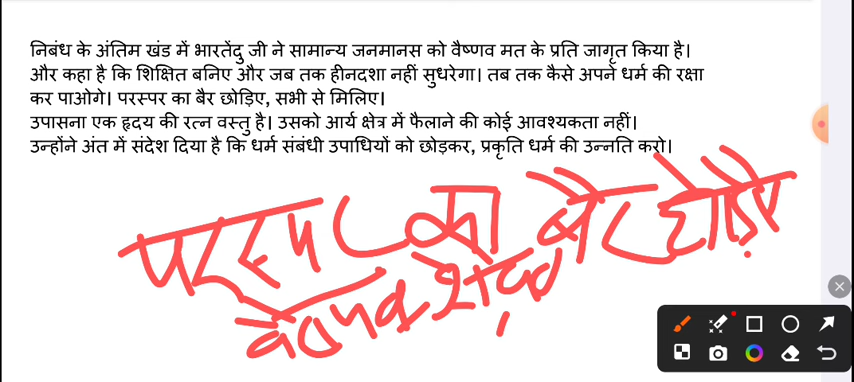 निबंध के अंतिम खंड में भारतेंदु जी ने सामान्य जनमानस को वैष्णव मत के प्रति जागृत किया है।
और कहा है कि शिक्षित बनिए और जब तक हीनदशा नहीं सुधरेगा। तब तक कैसे अपने धर्म की रक्षा
कर पाओगे। परस्पर का बैर छोड़िए, सभी से मिलिए।
उपासना एक हृदय की रत्न वस्तु है। उसको आर्य क्षेत्र में फैलाने की कोई आवश्यकता नहीं।
उन्होंने अंत में संदेश दिया है कि धर्म संबंधी उपाधियों को छोड़कर, प्रकृति धर्म की उन्नति करो।
परस्पर का बैर